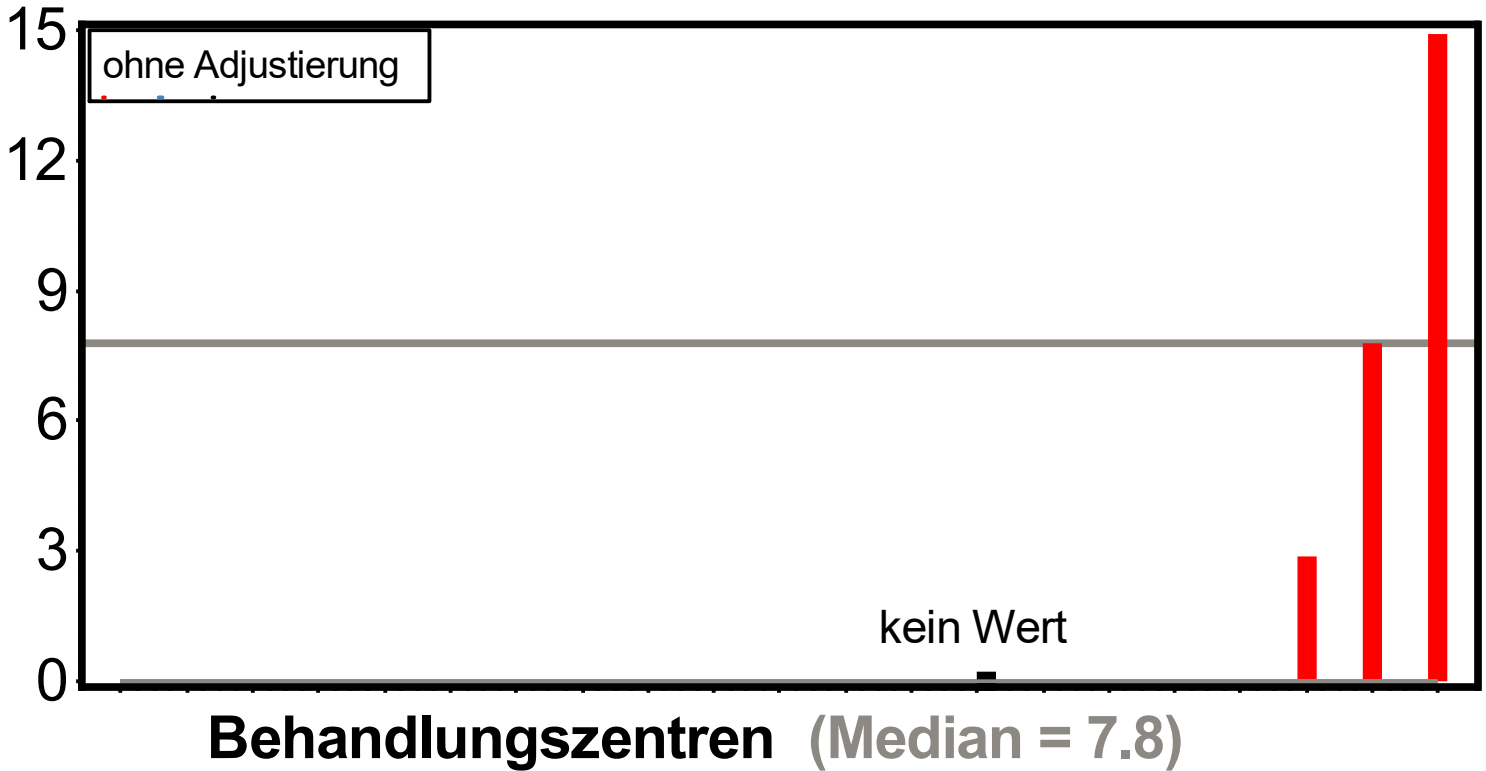 15
ohne Adjustierung
12
9
6
3
kein Wert
0
Behandlungszentren (Median = 7.8)